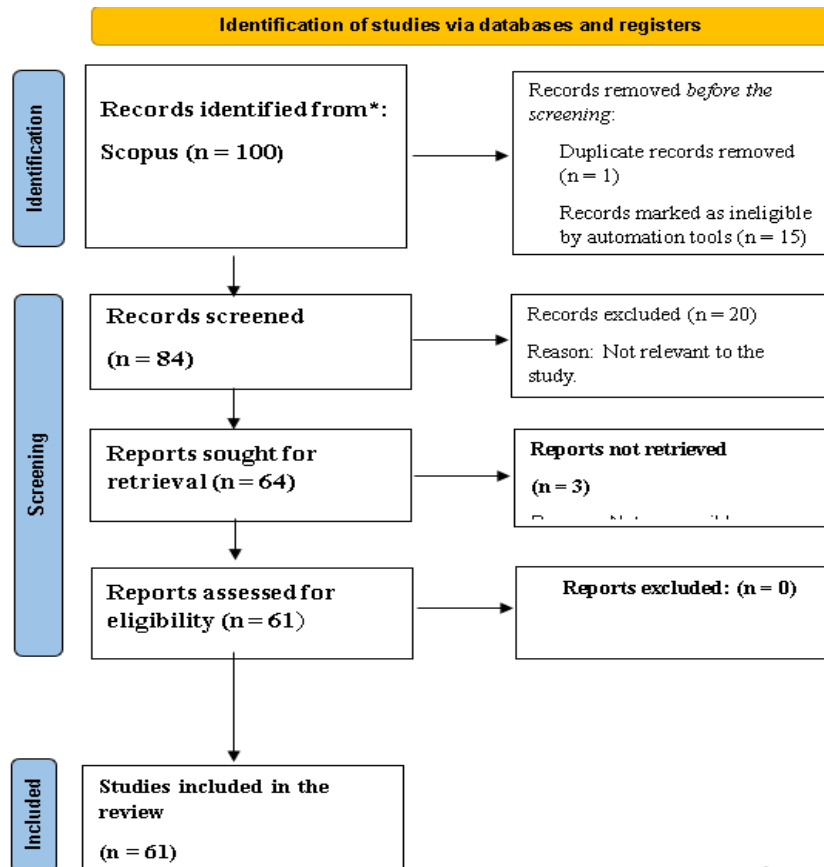 Identification of studies via databases and registers
Identification
Records identified from*:
Scopus (n = 100)
Records removed before the
screening:
Duplicate records removed
(n = 1)
Records marked as ineligible
by automation tools (n = 15)
Screening
Records screened
(n = 84)
Records excluded (n = 20)
Reason: Not relevant to the
study.
Reports sought for
retrieval (n = 64)
Reports not retrieved
(n = 3)
Reports assessed for
eligibility (n = 61)
Reports excluded: (n = 0)
Included
Studies included in the
review
(n = 61)